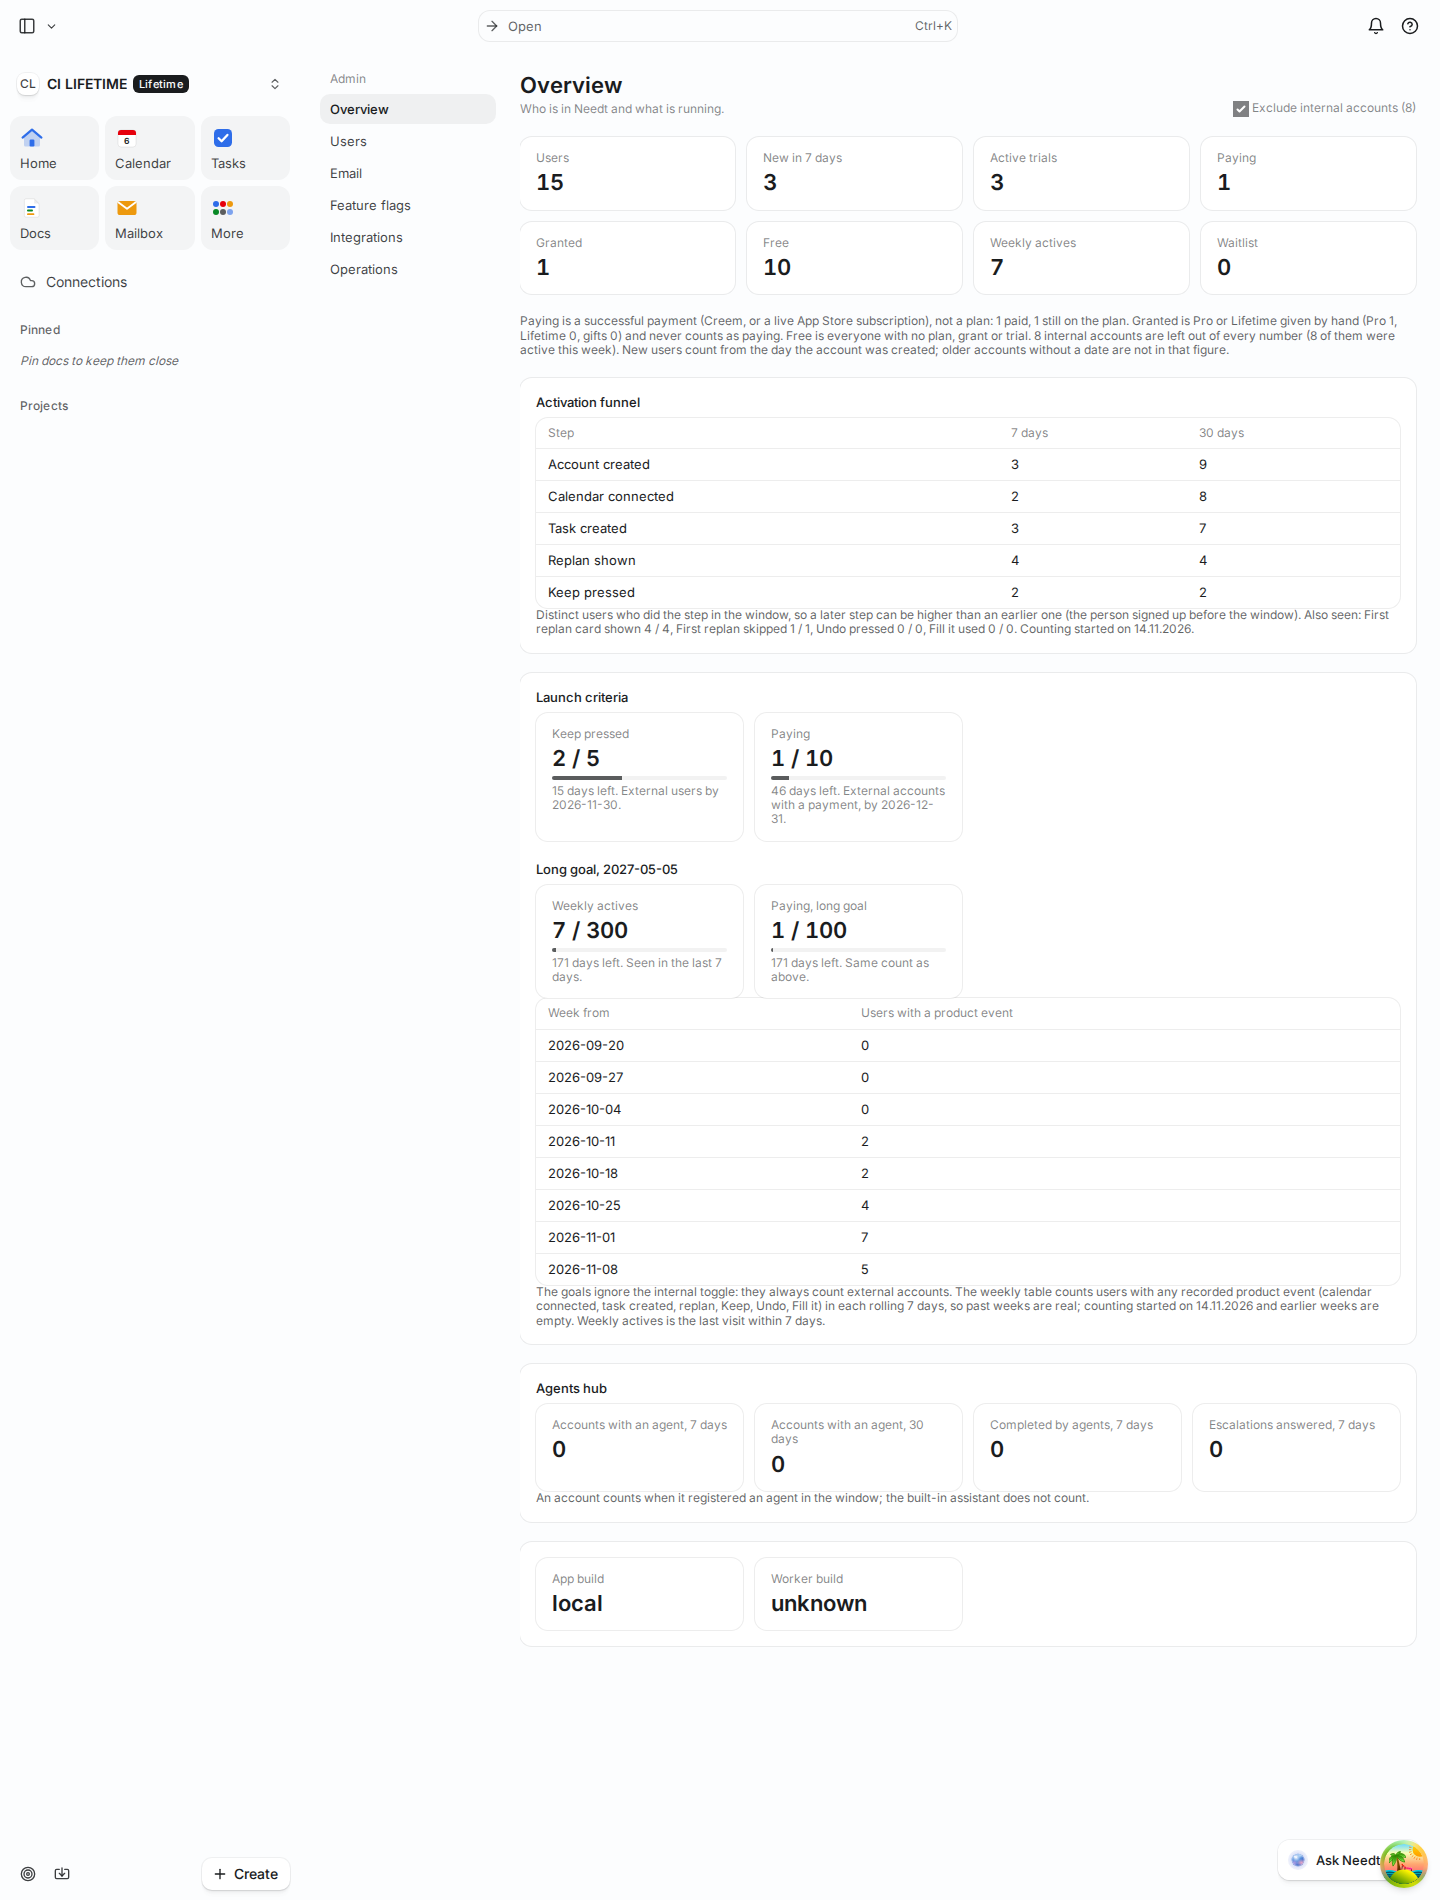 Open
Ctrl+K
CL
CI LIFETIME
Lifetime
Home
6
Calendar
Tasks
Docs
Mailbox
More
Connections
Pinned
Pin docs to keep them close
Projects
Create
Admin
Overview
Users
Email
Feature flags
Integrations
Operations
Overview
Who is in Needt and what is running.
Exclude internal accounts (8)
Users
15
New in 7 days
3
Active trials
3
Paying
1
Granted
1
Free
10
Weekly actives
7
Waitlist
0
Paying is a successful payment (Creem, or a live App Store subscription), not a plan: 1 paid, 1 still on the plan. Granted is Pro or Lifetime given by hand (Pro 1,
Lifetime 0, gifts 0) and never counts as paying. Free is everyone with no plan, grant or trial. 8 internal accounts are left out of every number (8 of them were
active this week). New users count from the day the account was created; older accounts without a date are not in that figure.
Activation funnel
Step 7 days 30 days
Account created 3 9
Calendar connected 2 8
Task created 3 7
Replan shown 4 4
Keep pressed 2 2
Distinct users who did the step in the window, so a later step can be higher than an earlier one (the person signed up before the window). Also seen: First
replan card shown 4 / 4, First replan skipped 1 / 1, Undo pressed 0 / 0, Fill it used 0 / 0. Counting started on 14.11.2026.
Launch criteria
Keep pressed
2 / 5
15 days left. External users by
2026-11-30.
Paying
1 / 10
46 days left. External accounts
with a payment, by 2026-12-
31.
Long goal, 2027-05-05
Weekly actives
7 / 300
171 days left. Seen in the last 7
days.
Paying, long goal
1 / 100
171 days left. Same count as
above.
Week from Users with a product event
2026-09-20 0
2026-09-27 0
2026-10-04 0
2026-10-11 2
2026-10-18 2
2026-10-25 4
2026-11-01 7
2026-11-08 5
The goals ignore the internal toggle: they always count external accounts. The weekly table counts users with any recorded product event (calendar
connected, task created, replan, Keep, Undo, Fill it) in each rolling 7 days, so past weeks are real; counting started on 14.11.2026 and earlier weeks are
empty. Weekly actives is the last visit within 7 days.
Agents hub
Accounts with an agent, 7 days
0
Accounts with an agent, 30
days
0
Completed by agents, 7 days
0
Escalations answered, 7 days
0
An account counts when it registered an agent in the window; the built-in assistant does not count.
App build
local
Worker build
unknown
Ask Needt